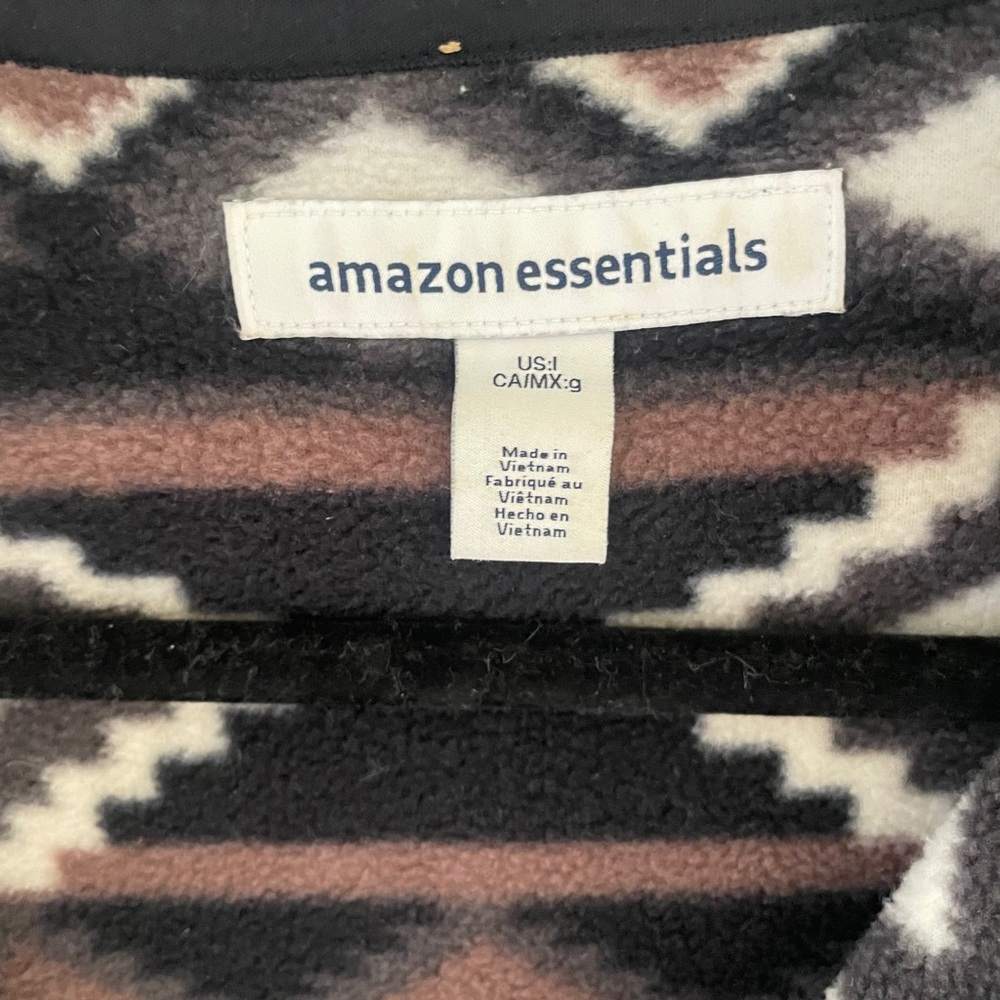 amazon essentials
US:l
CA/MX:g
Made in
Vietnam
Fabriqué au
Viêtnam
Hecho en
Vietnam